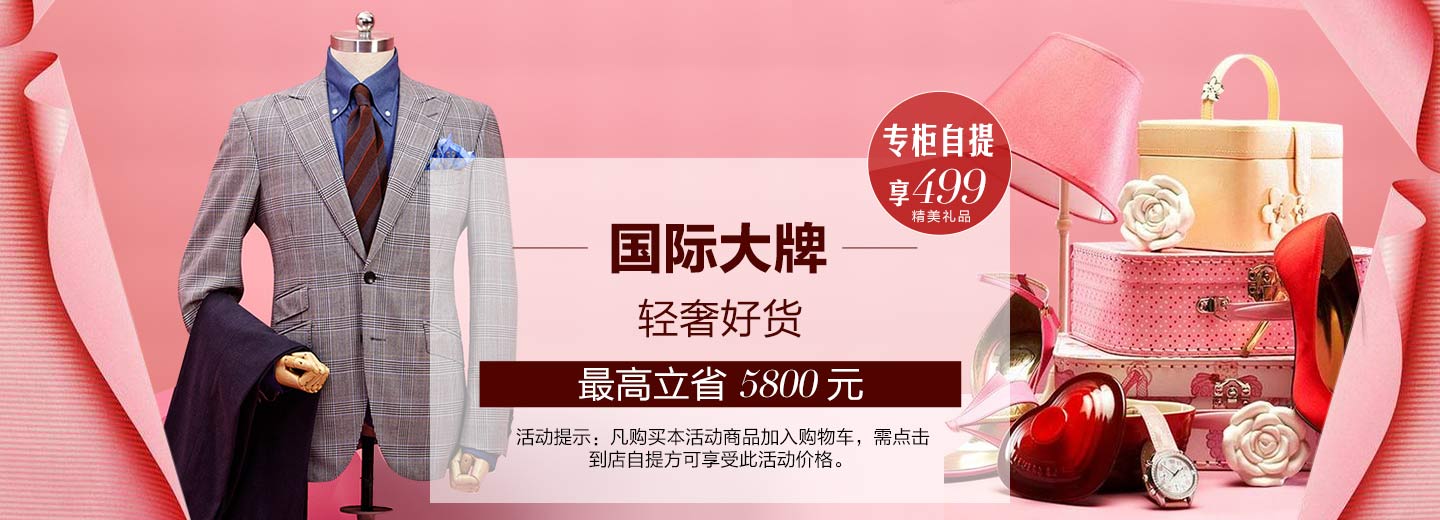 专柜自提
享499
精美礼品
国际大牌
轻奢好货
最高立省 5800 元
活动提示：凡购买本活动商品加入购物车，需点击
到店自提方可享受此活动价格。